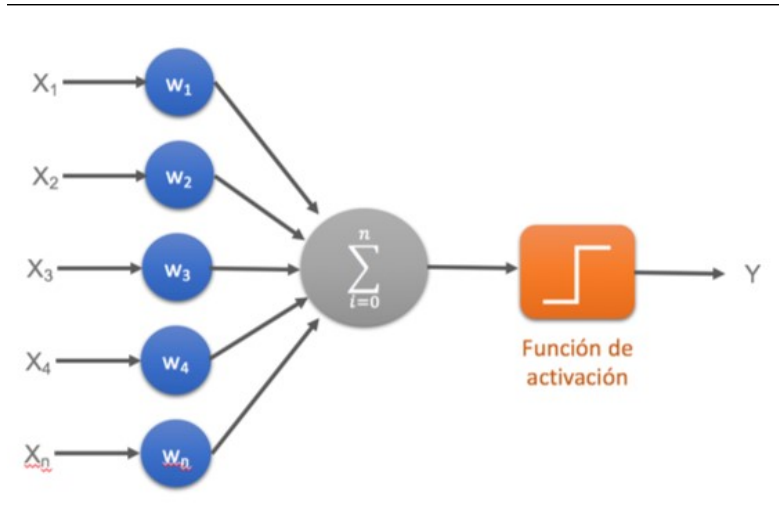 X₁
w₁
X₂
w₂
X₃
w₃
X₄
w₄
Xₙ
wₙ
n
∑
i=0
Y
Función de
activación